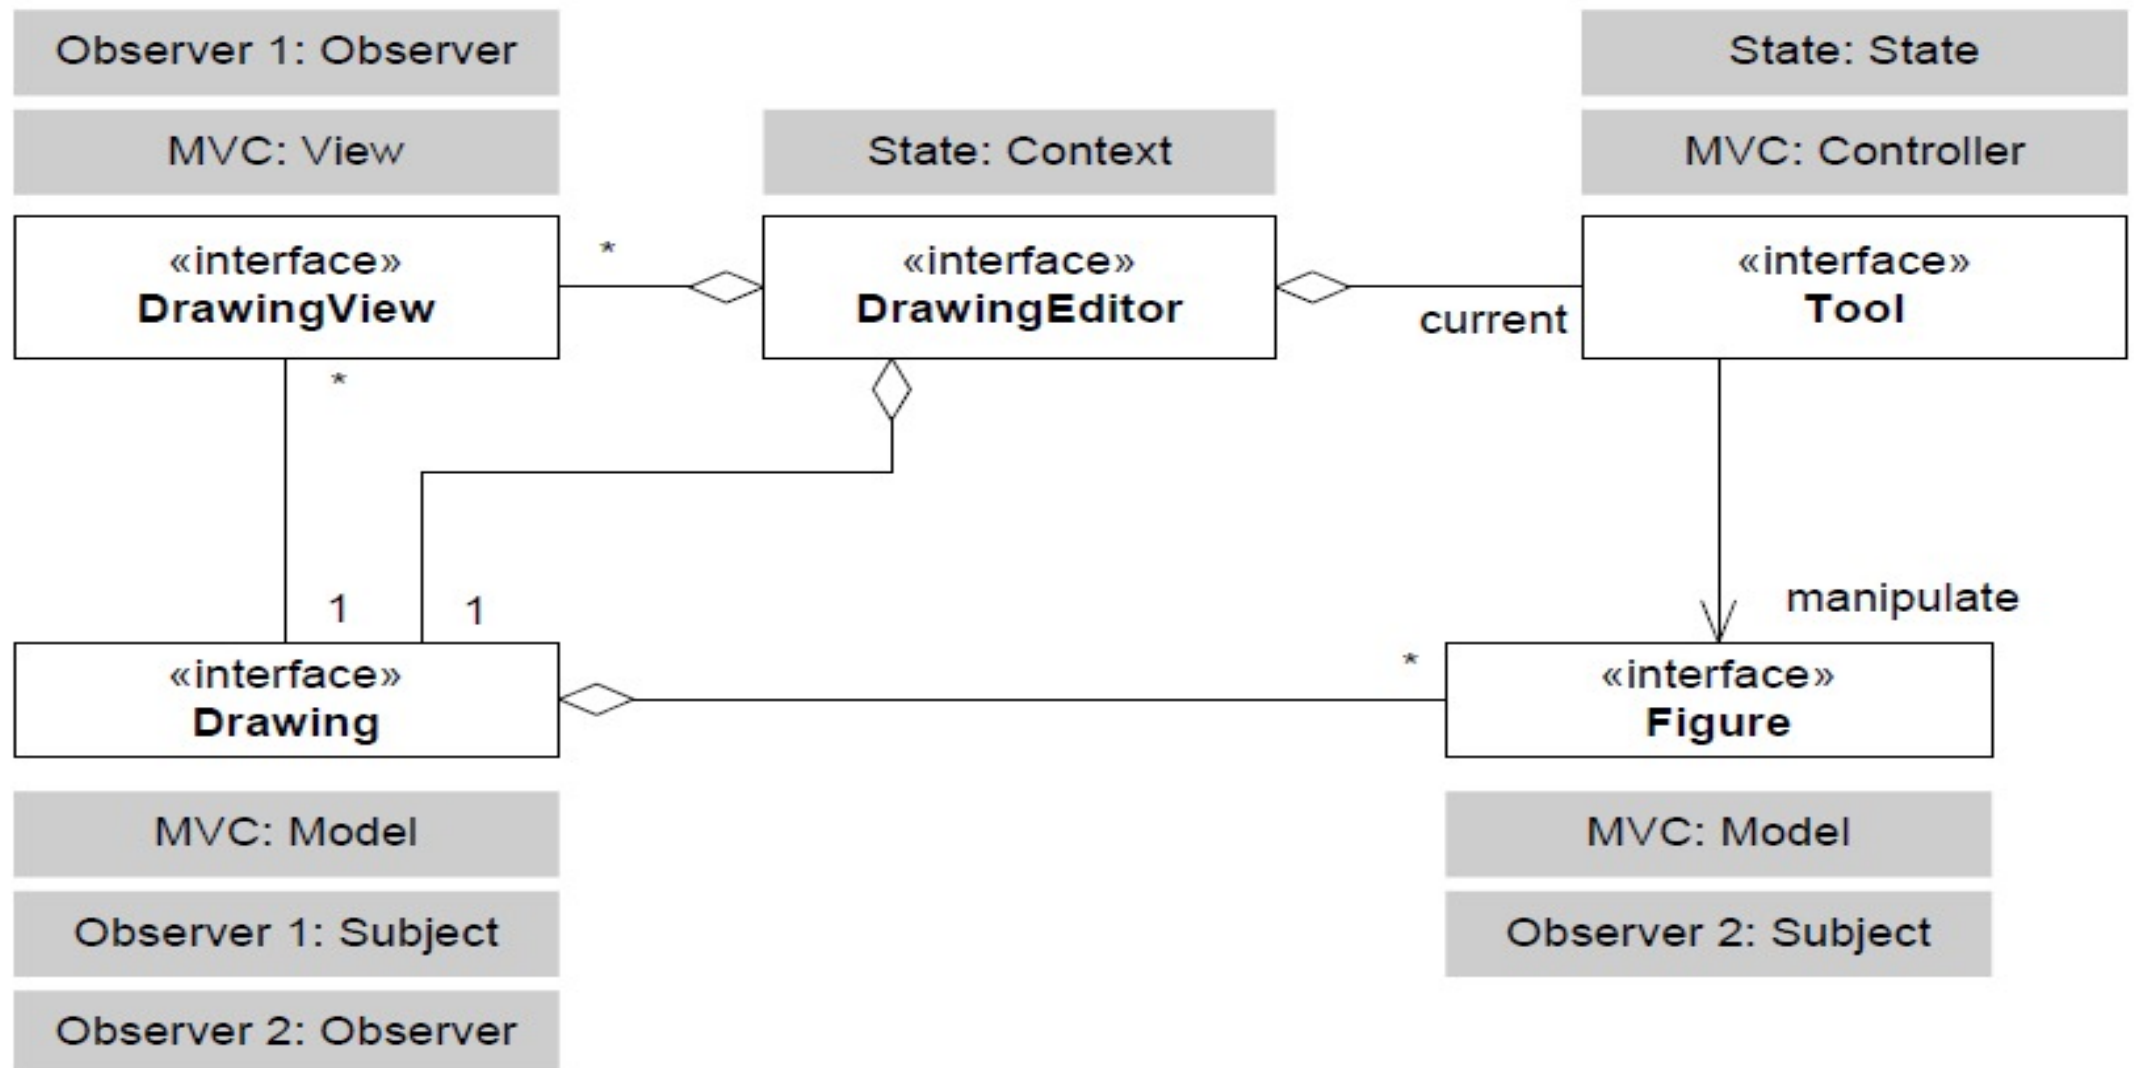 Observer 1: Observer
State: State
MVC: View
State: Context
MVC: Controller
«interface»
DrawingView
*
«interface»
DrawingEditor
current
«interface»
Tool
*
1
1
manipulate
«interface»
Drawing
*
«interface»
Figure
MVC: Model
MVC: Model
Observer 1: Subject
Observer 2: Subject
Observer 2: Observer